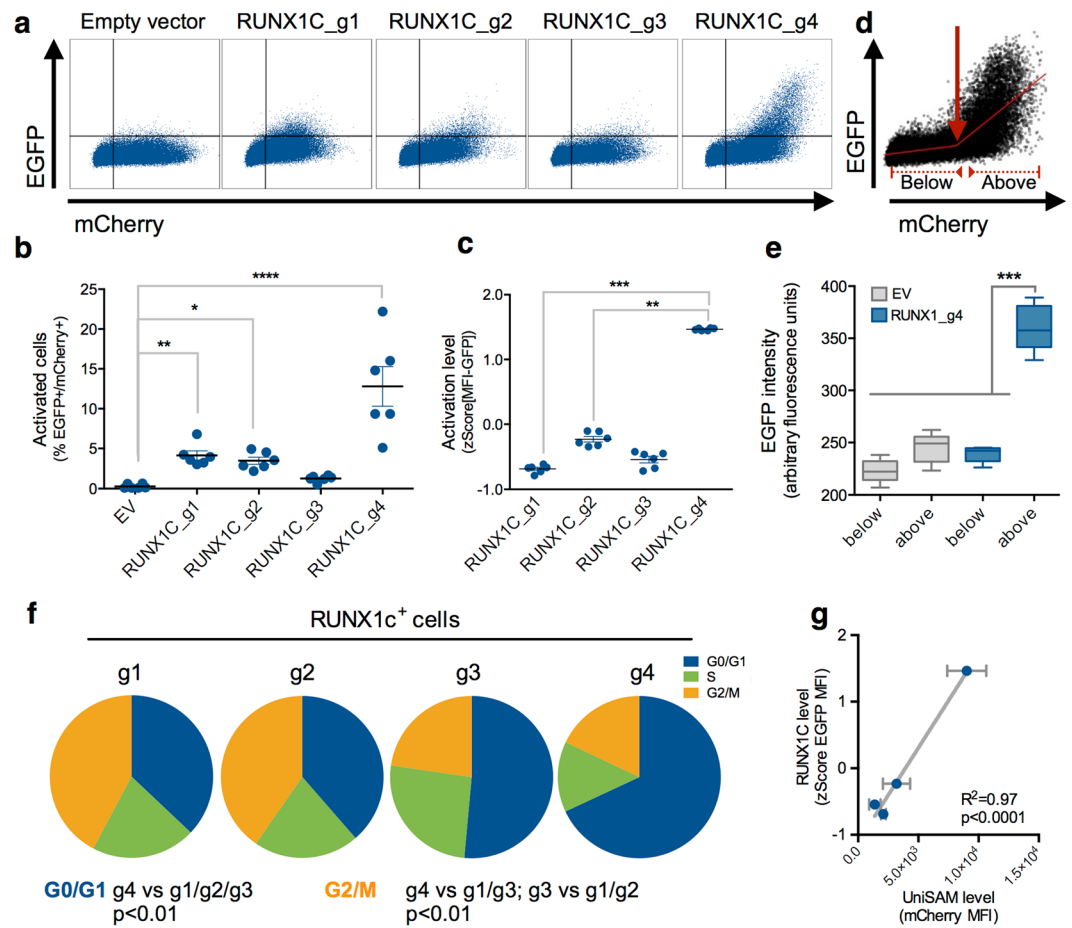 a
Empty vector
RUNX1C_g1
RUNX1C_g2
RUNX1C_g3
RUNX1C_g4
EGFP
mCherry
d
EGFP
Below
Above
mCherry
b
Activated cells
(% EGFP+/mCherry+)
25
20
15
10
5
0
**
*
****
EV
RUNX1C_g1
RUNX1C_g2
RUNX1C_g3
RUNX1C_g4
c
Activation level
(zScore[MFI-GFP])
2.0
1.0
0.0
-1.0
***
**
RUNX1C_g1
RUNX1C_g2
RUNX1C_g3
RUNX1C_g4
e
EGFP intensity
(arbitrary fluorescence units)
400
350
300
250
200
EV
RUNX1_g4
***
below
above
below
above
f
RUNX1c+ cells
g1
g2
g3
g4
G0/G1
S
G2/M
G0/G1 g4 vs g1/g2/g3
p<0.01
G2/M g4 vs g1/g3; g3 vs g1/g2
p<0.01
g
RUNX1C level
(zScore EGFP MFI)
2
1
0
-1
R2=0.97
p<0.0001
0.0
5.0×103
1.0×104
1.5×104
UniSAM level
(mCherry MFI)